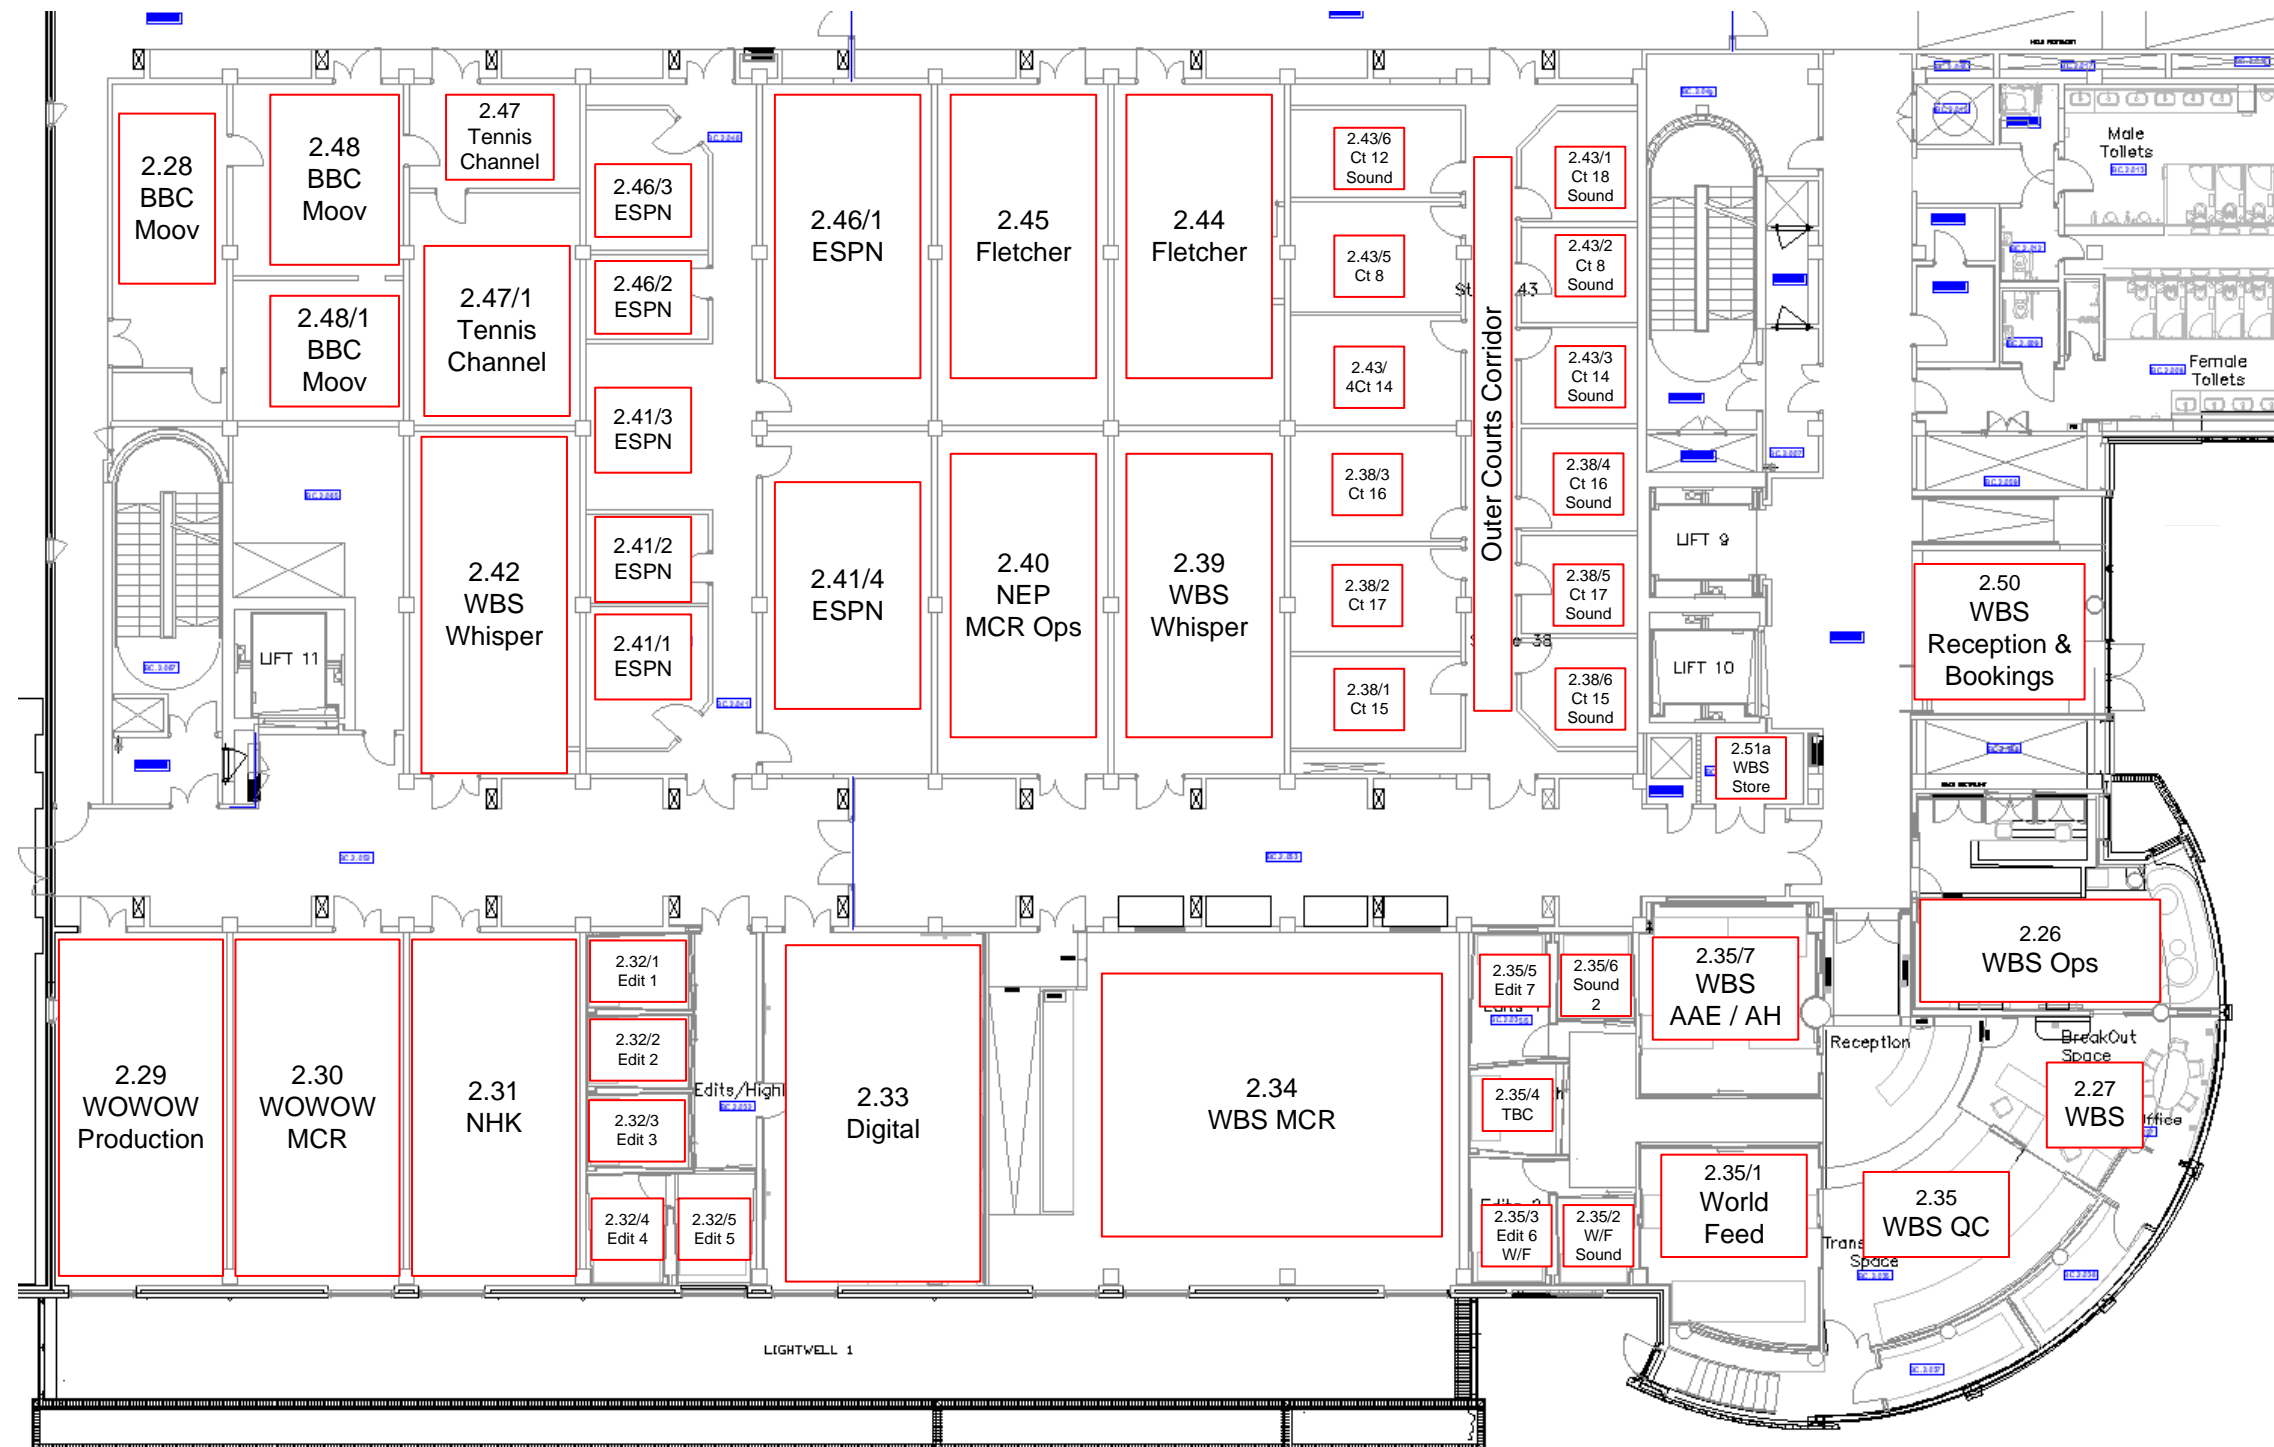 2.28
BBC
Moov
2.48
BBC
Moov
2.48/1
BBC
Moov
2.47
Tennis
Channel
2.47/1
Tennis
Channel
2.46/3
ESPN
2.46/2
ESPN
2.41/3
ESPN
2.41/2
ESPN
2.41/1
ESPN
2.46/1
ESPN
2.45
Fletcher
2.44
Fletcher
2.42
WBS
Whisper
2.41/4
ESPN
2.40
NEP
MCR Ops
2.39
WBS
Whisper
2.43/6
Ct 12
Sound
2.43/5
Ct 8
2.43/
4Ct 14
2.38/3
Ct 16
2.38/2
Ct 17
2.38/1
Ct 15
Outer Courts Corridor
2.43/1
Ct 18
Sound
2.43/2
Ct 8
Sound
2.43/3
Ct 14
Sound
2.38/4
Ct 16
Sound
2.38/5
Ct 17
Sound
2.38/6
Ct 15
Sound
LIFT 11
LIFT 9
LIFT 10
Male
Toilets
Female
Toilets
2.50
WBS
Reception &
Bookings
2.51a
WBS
Store
2.26
WBS Ops
2.29
WOWOW
Production
2.30
WOWOW
MCR
2.31
NHK
2.32/1
Edit 1
2.32/2
Edit 2
2.32/3
Edit 3
2.32/4
Edit 4
2.32/5
Edit 5
Edits/Highl
2.33
Digital
2.34
WBS MCR
2.35/5
Edit 7
2.35/6
Sound
2
2.35/4
TBC
2.35/3
Edit 6
W/F
2.35/2
W/F
Sound
2.35/7
WBS
AAE / AH
2.35/1
World
Feed
Reception
BreakOut
Space
2.27
WBS
ffice
2.35
WBS QC
Trans
Space
LIGHTWELL 1